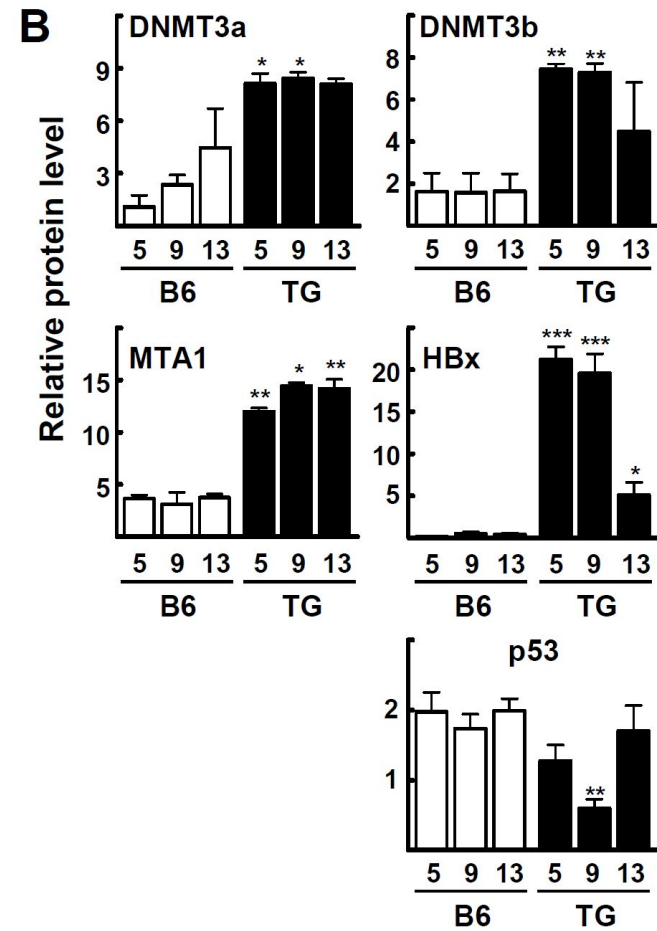 B
Relative protein level
DNMT3a
* *
9
6
3
5 9 13 5 9 13
B6 TG
DNMT3b
** **
8
6
4
2
5 9 13 5 9 13
B6 TG
MTA1
** * **
15
10
5
5 9 13 5 9 13
B6 TG
HBx
*** *** *
20
15
10
5
5 9 13 5 9 13
B6 TG
p53
**
2
1
5 9 13 5 9 13
B6 TG